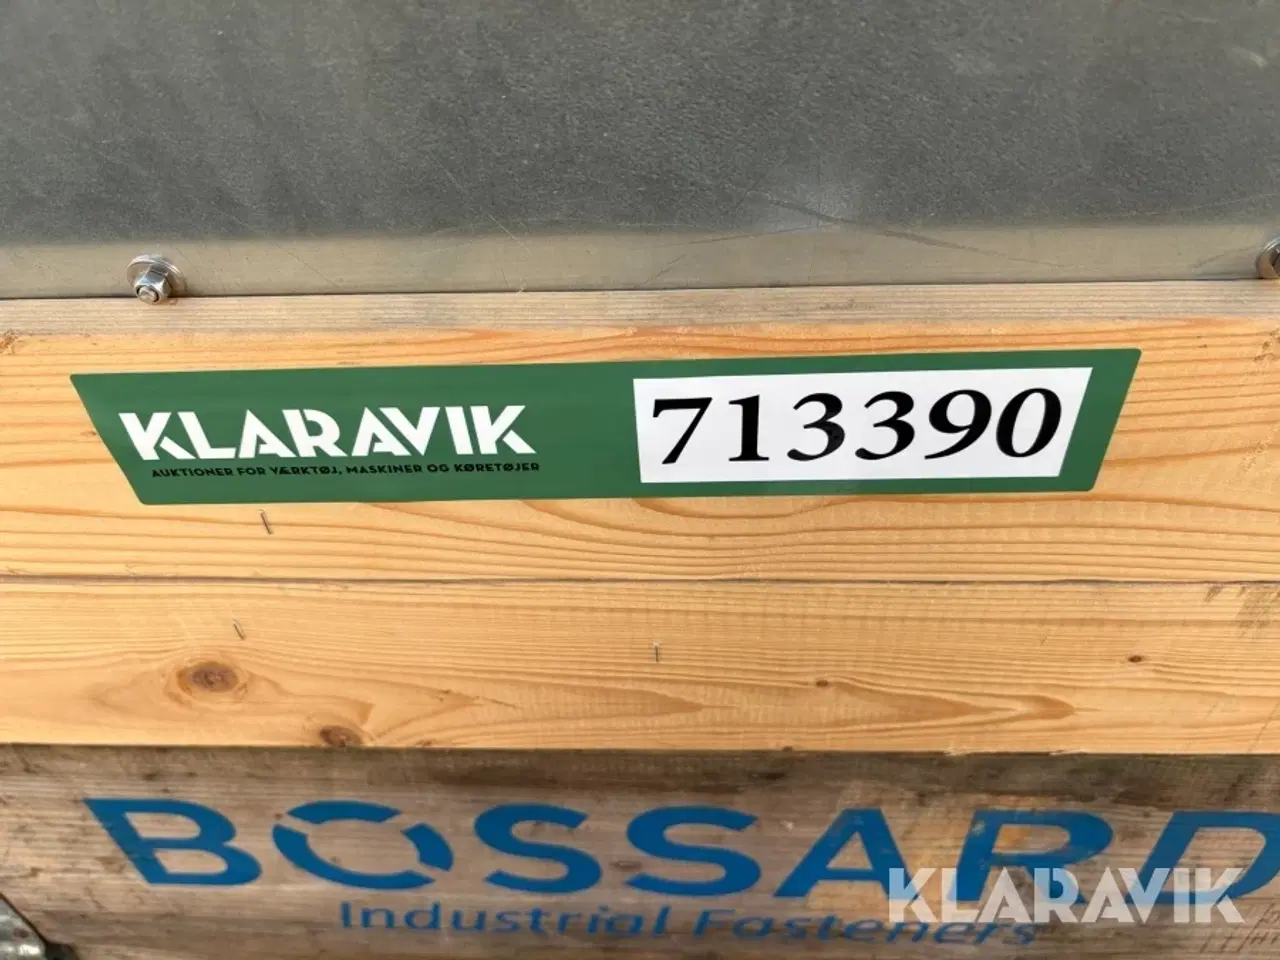 KLARAVIK
AUKTIONER FOR VÆRKTØJ, MASKINER OG KØRETØJER
713390
BOSSARD
Industrial Fasteners
KLARAVIK